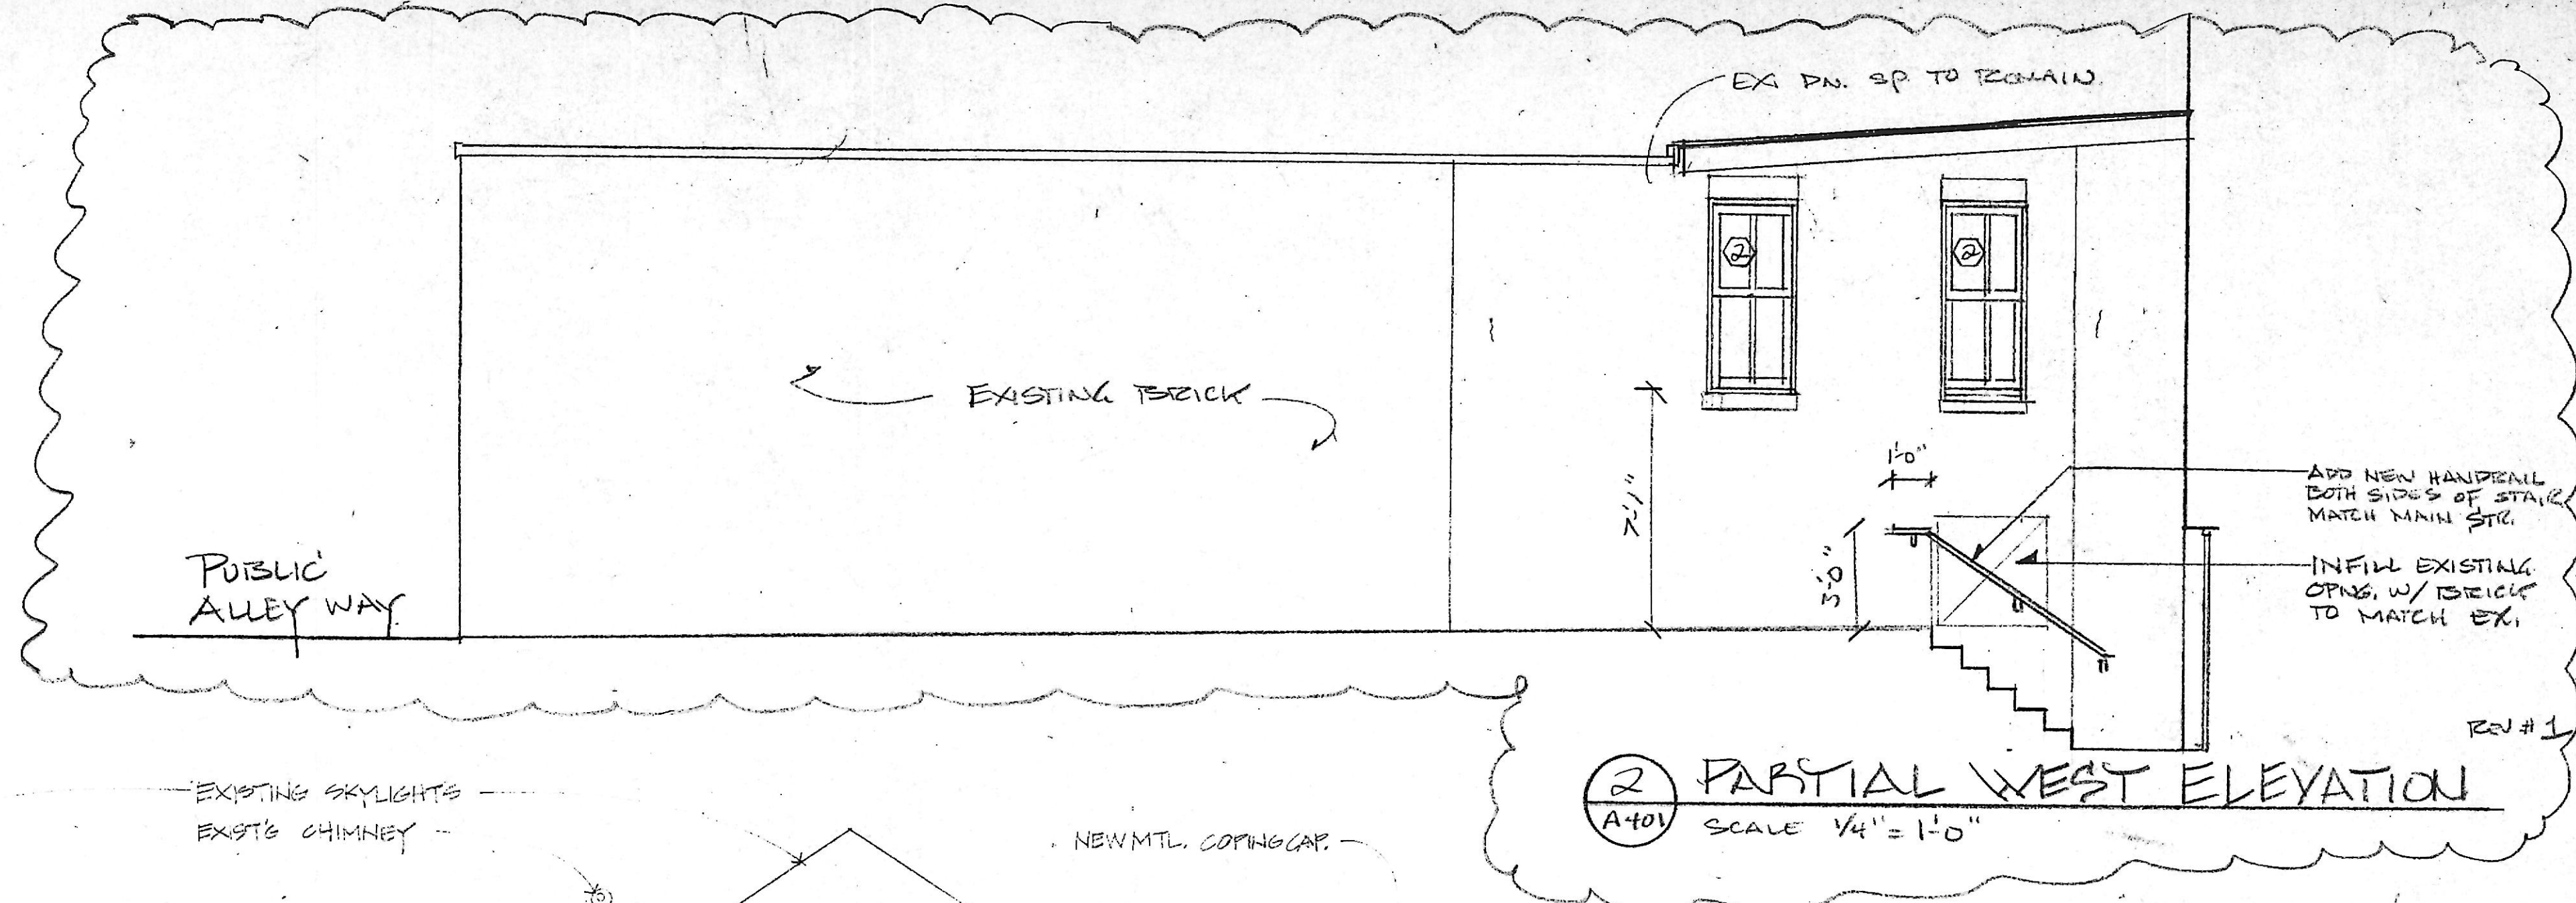 EX. DN. SP. TO REMAIN.
2
2
EXISTING BRICK
1'-0"
7'-1"
3'-0"
ADD NEW HANDRAIL
BOTH SIDES OF STAIR
MATCH MAIN STR.
INFILL EXISTING
OPNG. W/ BRICK
TO MATCH EX.
PUBLIC
ALLEY WAY
REV # 1
2
A401
PARTIAL WEST ELEVATION
SCALE 1/4" = 1'-0"
EXISTING SKYLIGHTS
EXIST'G CHIMNEY
NEW MTL. COPING CAP.